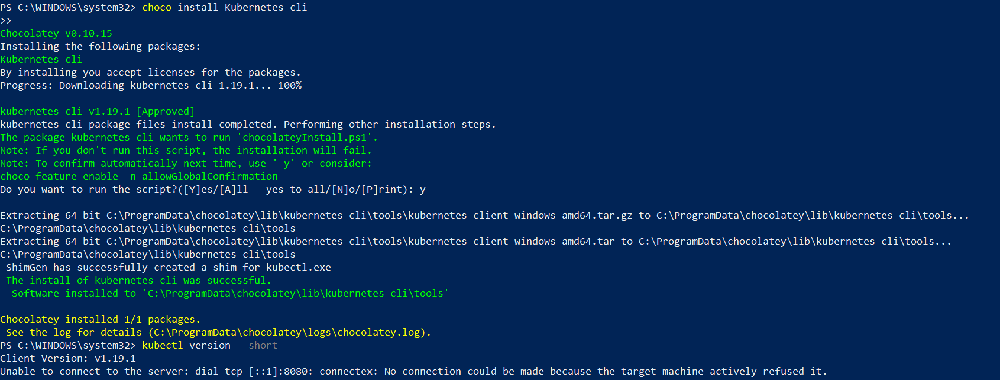 PS C:\WINDOWS\system32> choco install Kubernetes-cli
>>
Chocolatey v0.10.15
Installing the following packages:
Kubernetes-cli
By installing you accept licenses for the packages.
Progress: Downloading kubernetes-cli 1.19.1... 100%
kubernetes-cli v1.19.1 [Approved]
kubernetes-cli package files install completed. Performing other installation steps.
The package kubernetes-cli wants to run 'chocolateyInstall.ps1'.
Note: If you don't run this script, the installation will fail.
Note: To confirm automatically next time, use '-y' or consider:
choco feature enable -n allowGlobalConfirmation
Do you want to run the script?([Y]es/[A]ll - yes to all/[N]o/[P]rint): y
Extracting 64-bit C:\ProgramData\chocolatey\lib\kubernetes-cli\tools\kubernetes-client-windows-amd64.tar.gz to C:\ProgramData\chocolatey\lib\kubernetes-cli\tools...
C:\ProgramData\chocolatey\lib\kubernetes-cli\tools
Extracting 64-bit C:\ProgramData\chocolatey\lib\kubernetes-cli\tools\kubernetes-client-windows-amd64.tar to C:\ProgramData\chocolatey\lib\kubernetes-cli\tools...
C:\ProgramData\chocolatey\lib\kubernetes-cli\tools
 ShimGen has successfully created a shim for kubectl.exe
 The install of kubernetes-cli was successful.
  Software installed to 'C:\ProgramData\chocolatey\lib\kubernetes-cli\tools'
Chocolatey installed 1/1 packages.
 See the log for details (C:\ProgramData\chocolatey\logs\chocolatey.log).
PS C:\WINDOWS\system32> kubectl version --short
Client Version: v1.19.1
Unable to connect to the server: dial tcp [::1]:8080: connectex: No connection could be made because the target machine actively refused it.